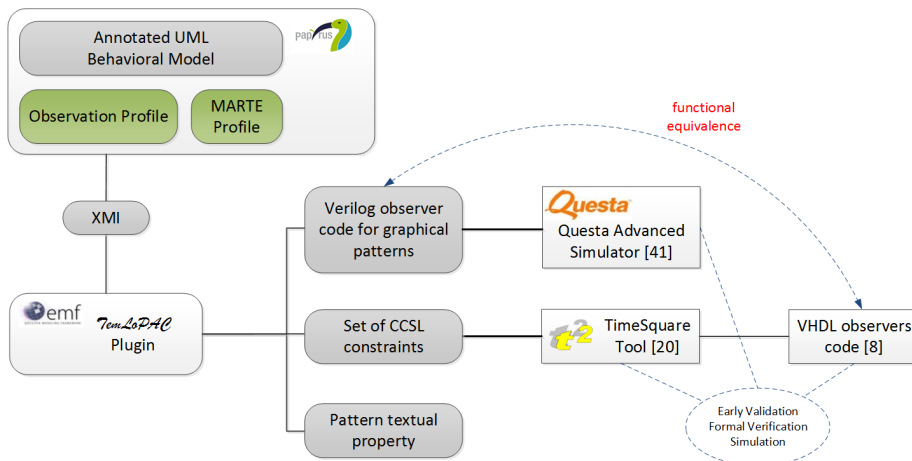 Annotated UML
Behavioral Model
papyrus
Observation Profile
MARTE
Profile
functional
equivalence
XMI
Verilog observer
code for graphical
patterns
Questa
Questa Advanced
Simulator [41]
emf
TemLoPAC
Plugin
Set of CCSL
constraints
t2
TimeSquare
Tool [20]
VHDL observers
code [8]
Pattern textual
property
Early Validation
Formal Verification
Simulation